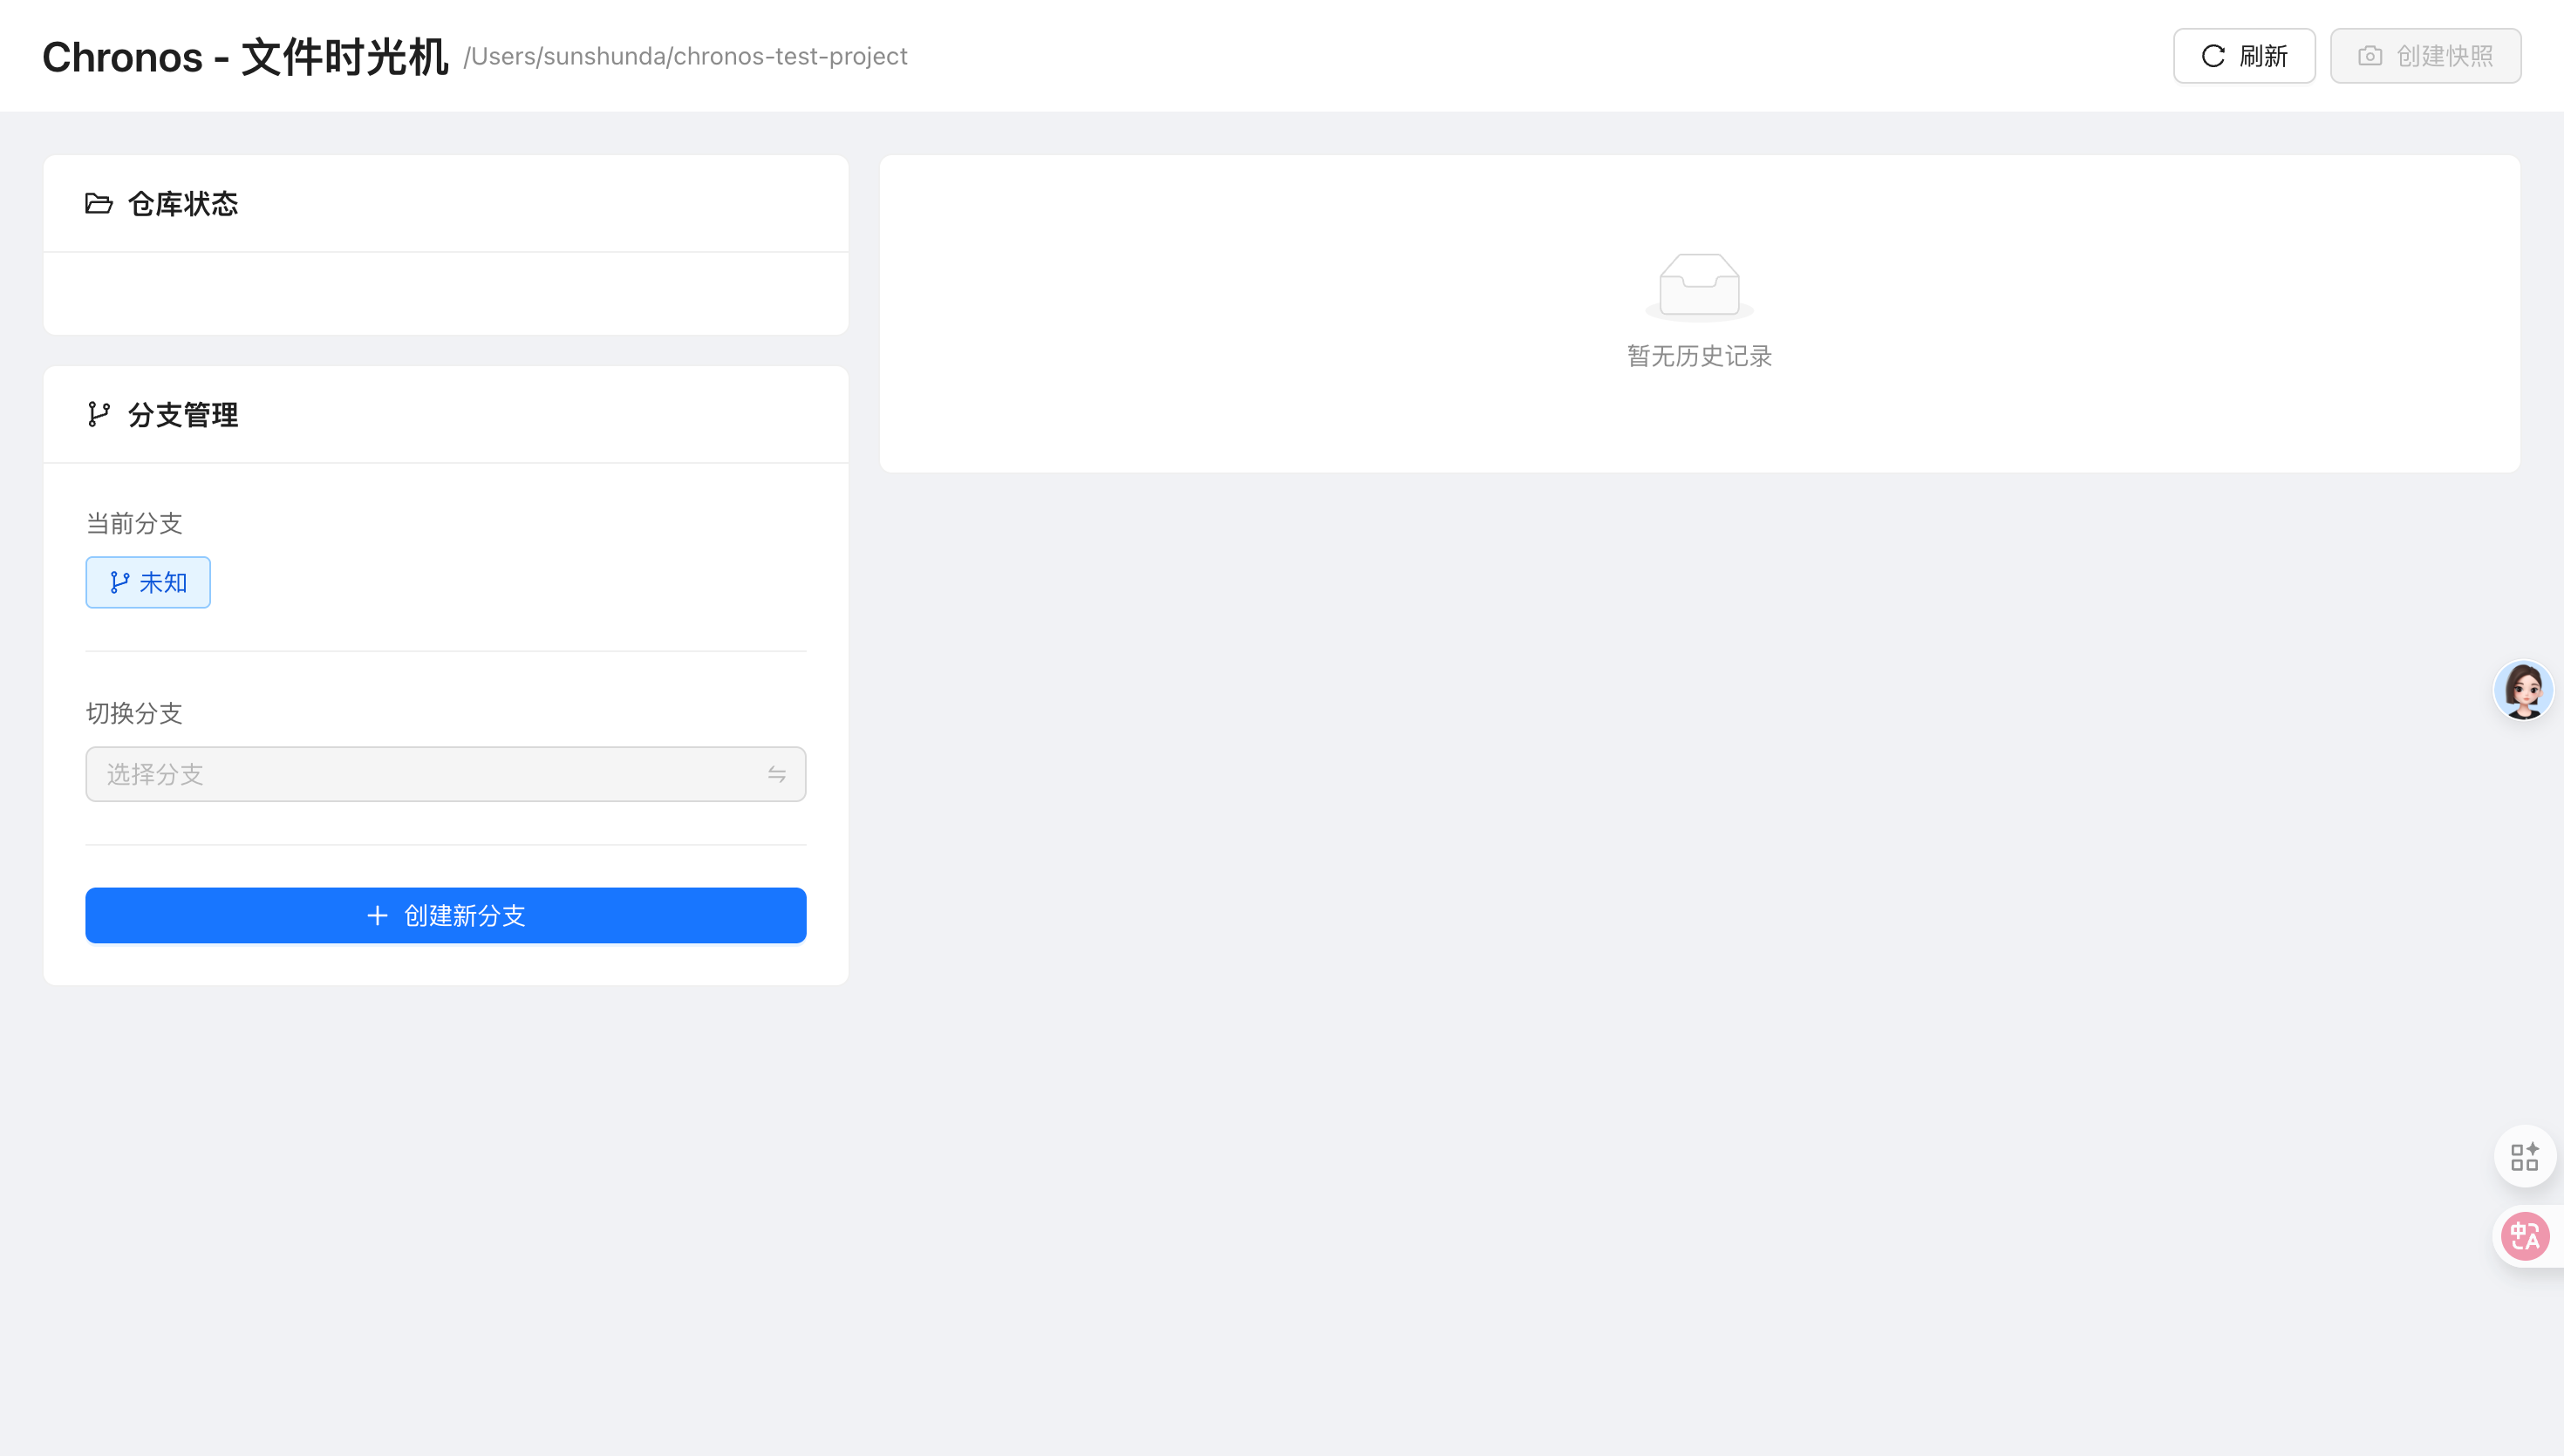 Chronos - 文件时光机 /Users/sunshunda/chronos-test-project
刷新
创建快照
仓库状态
暂无历史记录
分支管理
当前分支
未知
切换分支
选择分支
创建新分支
中A